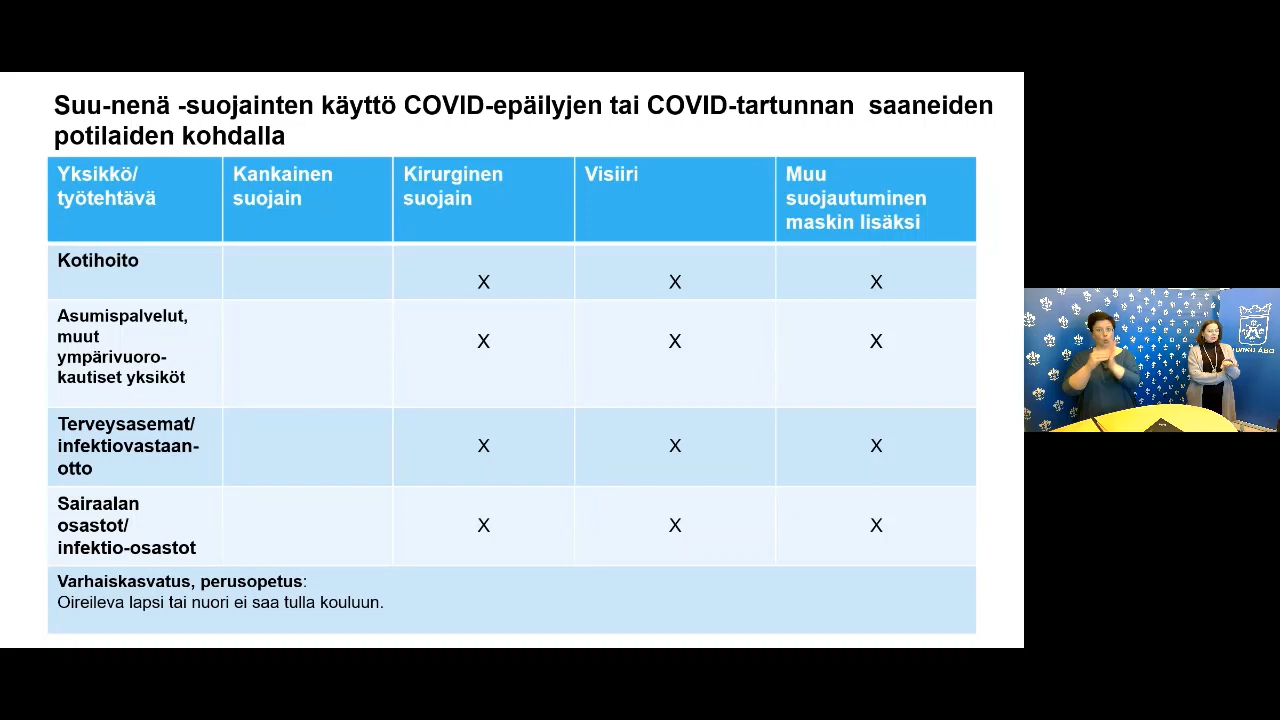 Suu-nenä -suojainten käyttö COVID-epäilyjen tai COVID-tartunnan saaneiden
potilaiden kohdalla
Yksikkö/
työtehtävä
Kankainen
suojain
Kirurginen
suojain
Visiiri
Muu
suojautuminen
maskin lisäksi
Kotihoito
X X X
Asumispalvelut,
muut
ympärivuoro-
kautiset yksiköt
X X X
Terveysasemat/
infektiovastaan-
otto
X X X
Sairaalan
osastot/
infektio-osastot
X X X
Varhaiskasvatus, perusopetus:
Oireileva lapsi tai nuori ei saa tulla kouluun.